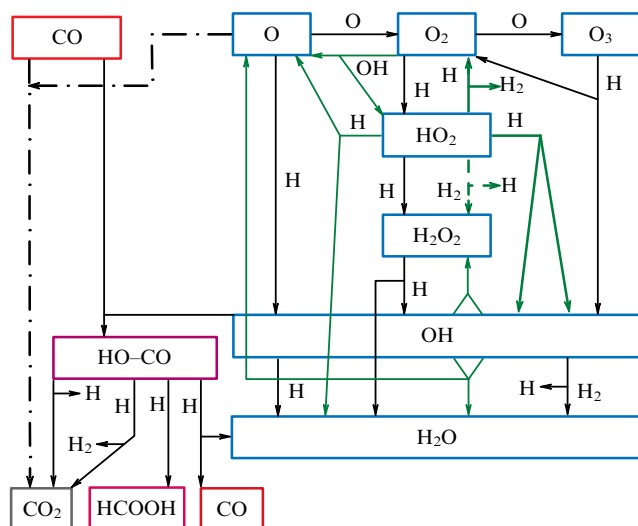 O O
CO O O₂ O₃
OH
H H₂ H
H H
HO₂
H H
H H₂ H
H₂O₂
H
OH
HO–CO
H H H₂
H H H H
H₂ H₂O
CO₂ HCOOH CO